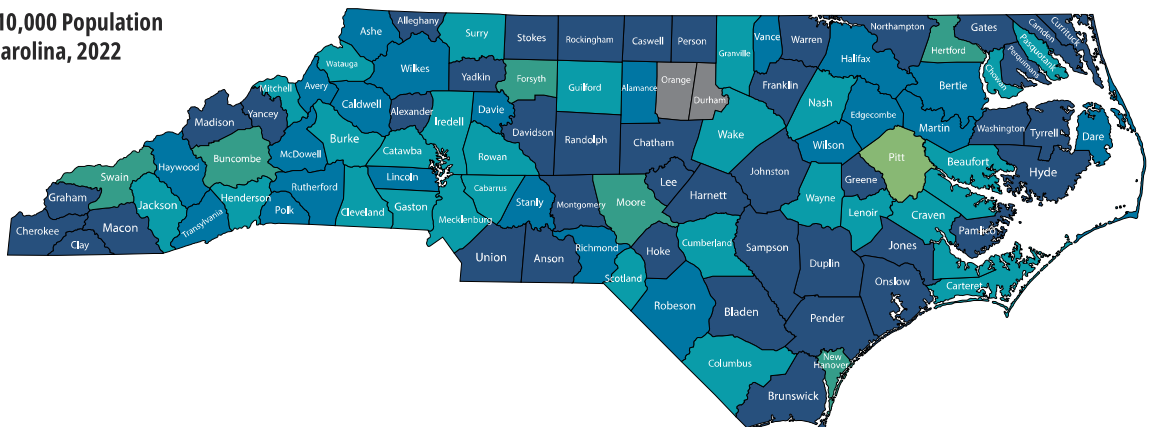 10,000 Population
arolina, 2022
Alleghany
Ashe
Surry
Stokes
Rockingham
Caswell
Person
Granville
Vance
Warren
Northampton
Gates
Camden
Currituck
Hertford
Pasquotank
Perquimans
Chowan
Halifax
Watauga
Wilkes
Yadkin
Forsyth
Guilford
Alamance
Orange
Durham
Franklin
Nash
Bertie
Mitchell
Avery
Caldwell
Alexander
Iredell
Davie
Edgecombe
Martin
Washington
Tyrrell
Dare
Madison
Yancey
Burke
Catawba
Rowan
Davidson
Randolph
Chatham
Wake
Wilson
Pitt
Beaufort
Hyde
Swain
Haywood
Buncombe
McDowell
Lincoln
Johnston
Greene
Graham
Jackson
Henderson
Rutherford
Polk
Cleveland
Gaston
Mecklenburg
Cabarrus
Stanly
Montgomery
Moore
Lee
Harnett
Wayne
Lenoir
Craven
Pamlico
Cherokee
Clay
Macon
Transylvania
Union
Anson
Richmond
Scotland
Hoke
Cumberland
Sampson
Duplin
Jones
Onslow
Carteret
Robeson
Bladen
Pender
Columbus
New
Hanover
Brunswick